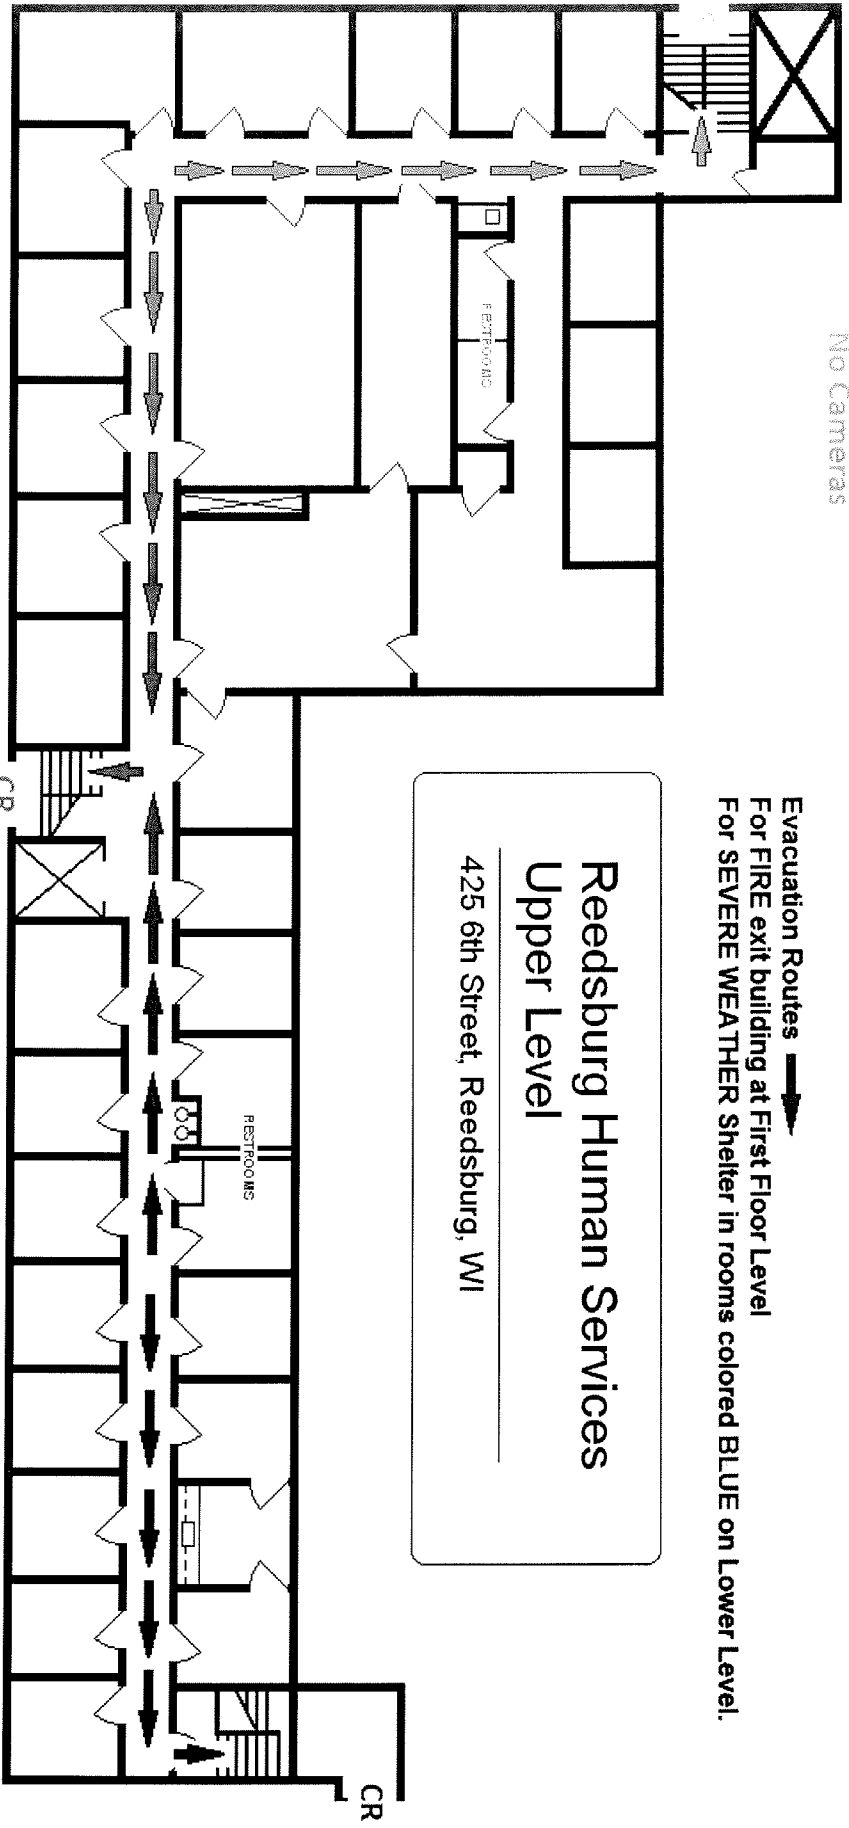 No Cameras
Evacuation Routes
For FIRE exit building at First Floor Level
For SEVERE WEATHER Shelter in rooms colored BLUE on Lower Level.
Reedsburg Human Services
Upper Level
425 6th Street, Reedsburg, WI
RESTROOMS
RESTROOMS
CR
CR